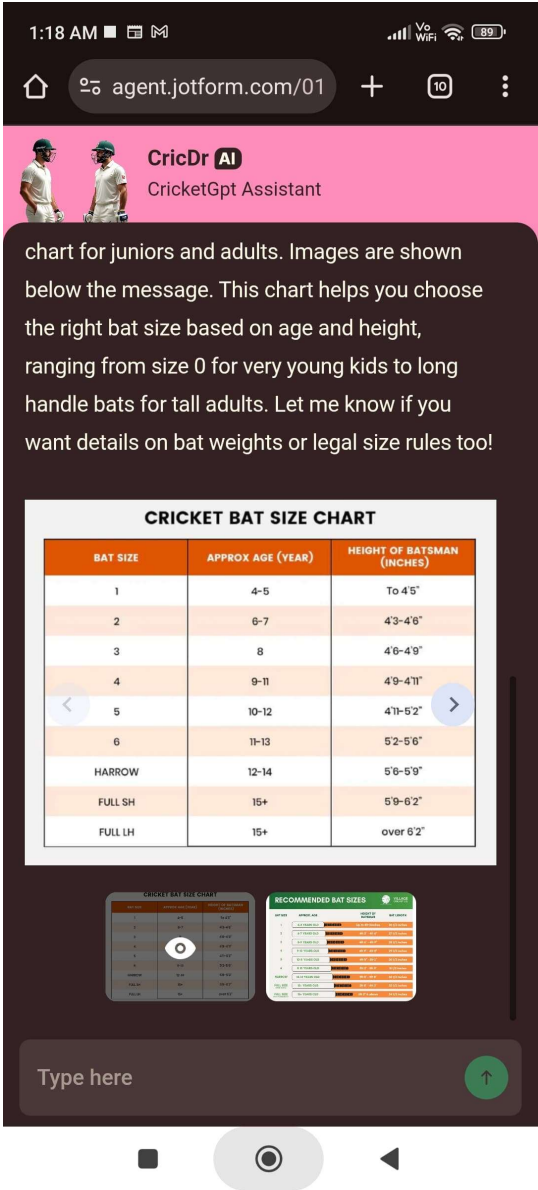 1:18 AM
Vo
WiFi
89
agent.jotform.com/01
10
CricDr AI
CricketGpt Assistant
chart for juniors and adults. Images are shown
below the message. This chart helps you choose
the right bat size based on age and height,
ranging from size 0 for very young kids to long
handle bats for tall adults. Let me know if you
want details on bat weights or legal size rules too!
CRICKET BAT SIZE CHART
BAT SIZE APPROX AGE (YEAR) HEIGHT OF BATSMAN
(INCHES)
1 4-5 To 4'5"
2 6-7 4'3-4'6"
3 8 4'6-4'9"
4 9-11 4'9-4'11"
5 10-12 4'11-5'2"
6 11-13 5'2-5'6"
HARROW 12-14 5'6-5'9"
FULL SH 15+ 5'9-6'2"
FULL LH 15+ over 6'2"
CRICKET BAT SIZE CHART
RECOMMENDED BAT SIZES
Type here